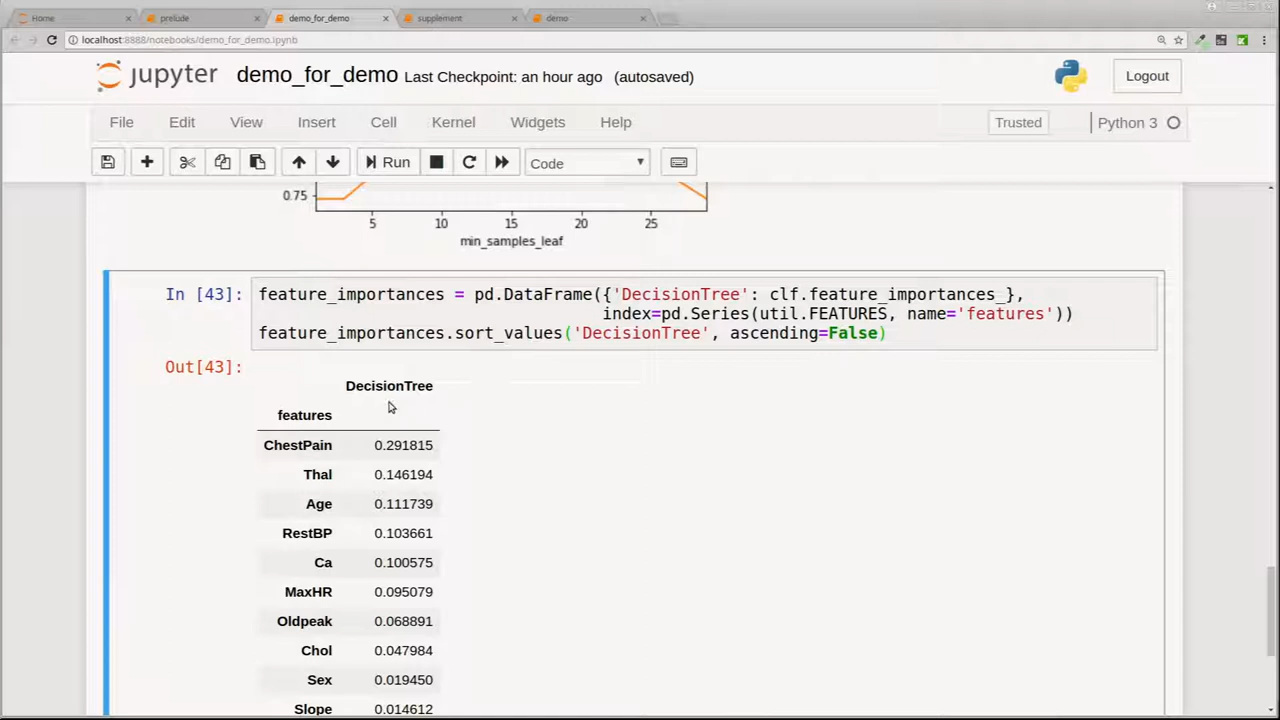 Home
prelude
demo_for_demo
supplement
demo
localhost:8888/notebooks/demo_for_demo.ipynb
jupyter demo_for_demo Last Checkpoint: an hour ago (autosaved)
Logout
File Edit View Insert Cell Kernel Widgets Help
Trusted
Python 3
Run
Code
0.75
5 10 15 20 25
min_samples_leaf
In [43]: feature_importances = pd.DataFrame({'DecisionTree': clf.feature_importances_},
index=pd.Series(util.FEATURES, name='features'))
feature_importances.sort_values('DecisionTree', ascending=False)
Out[43]:
DecisionTree
features
ChestPain 0.291815
Thal 0.146194
Age 0.111739
RestBP 0.103661
Ca 0.100575
MaxHR 0.095079
Oldpeak 0.068891
Chol 0.047984
Sex 0.019450
Slope 0.014612